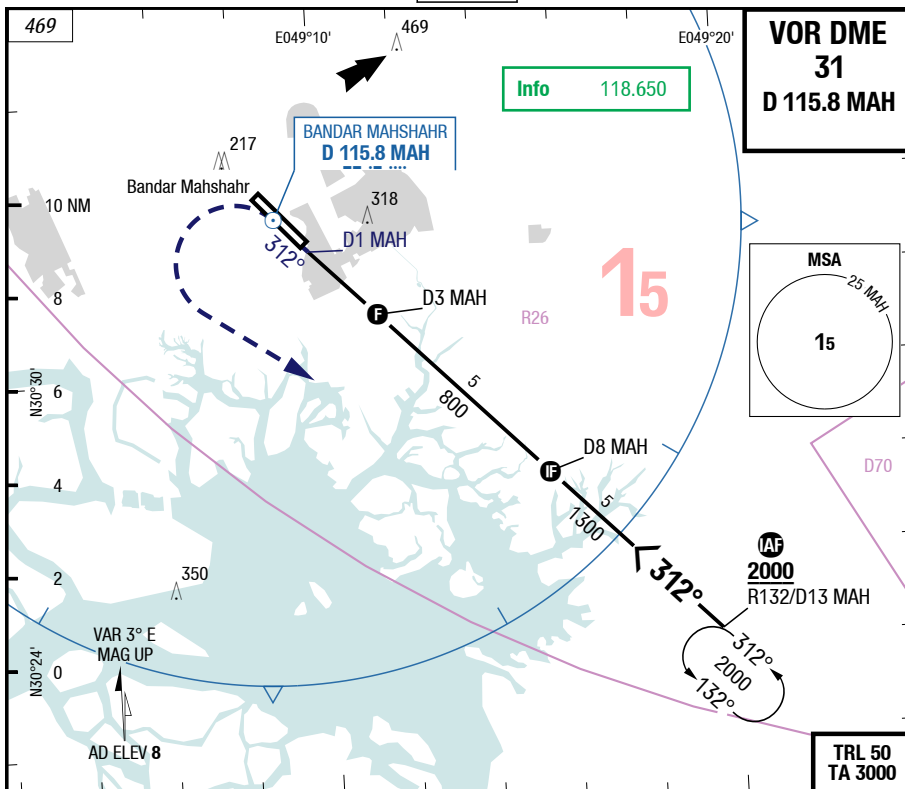 469
E049°10'
469
E049°20'
VOR DME
31
D 115.8 MAH
Info 118.650
BANDAR MAHSHAHR
D 115.8 MAH
217
Bandar Mahshahr
318
10 NM
D1 MAH
312°
MSA
25 MAH
15
15
8
D3 MAH
R26
N30°30'
6
5
800
D8 MAH
D70
4
5
1300
IF
F
IAF
2000
R132/D13 MAH
312°
2
350
VAR 3° E
MAG UP
312°
2000
132°
N30°24'
0
AD ELEV 8
TRL 50
TA 3000